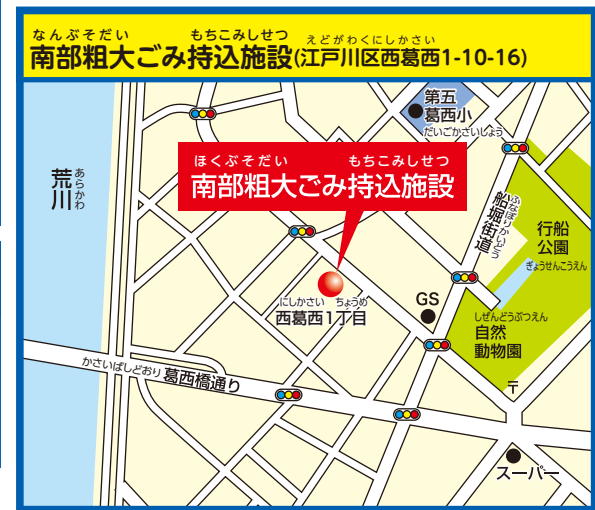 なんぶそだい もちこみしせつ えどがわくにしかさい
南部粗大ごみ持込施設(江戸川区西葛西1-10-16)
第五
葛西小
だいごかさいしょう
ほくぶそだい もちこみしせつ
南部粗大ごみ持込施設
荒川
あらかわ
船堀街道
ふなぼりかいどう
行船
公園
ぎょうせんこうえん
にしかさい ちょうめ
西葛西1丁目
GS
しぜんどうぶつえん
自然
動物園
かさいばしどおり
葛西橋通り
〒
スーパー